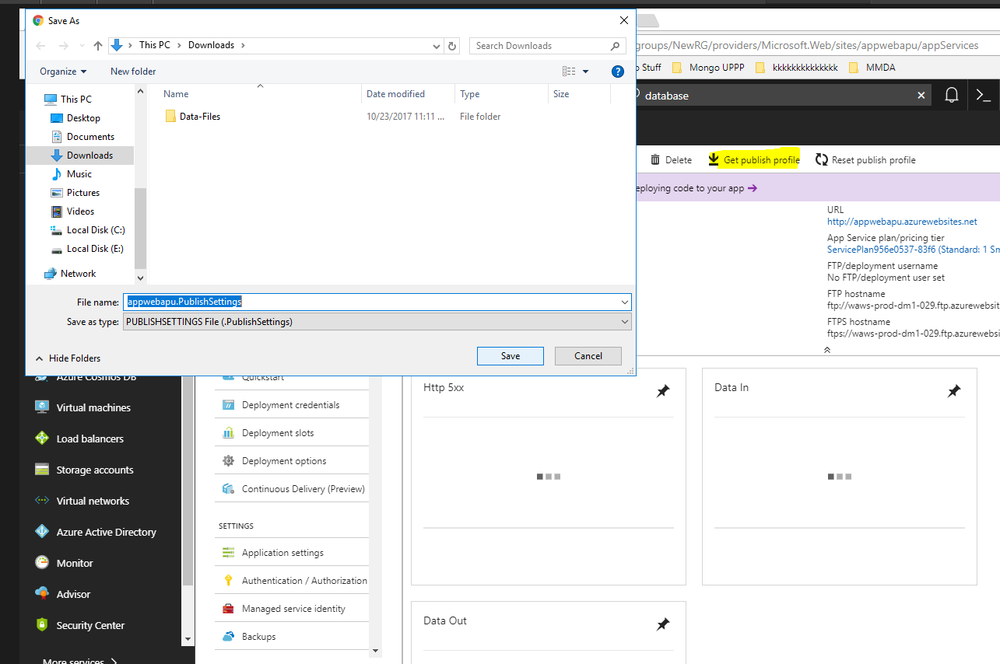 Save As
This PC
Downloads
Search Downloads
Organize
New folder
Name
Date modified
Type
Size
This PC
Desktop
Documents
Downloads
Music
Pictures
Videos
Local Disk (C:)
Local Disk (E:)
Network
Data-Files
10/23/2017 11:11 ...
File folder
File name:
appwebapu.PublishSettings
Save as type:
PUBLISHSETTINGS File (.PublishSettings)
Hide Folders
Save
Cancel
groups/NewRG/providers/Microsoft.Web/sites/appwebapu/appServices
Stuff
Mongo UPPP
kkkkkkkkkkkkkk
MMDA
database
Delete
Get publish profile
Reset publish profile
eploying code to your app
URL
http://appwebapu.azurewebsites.net
App Service plan/pricing tier
ServicePlan956e0537-83f6 (Standard: 1 Sm
FTP/deployment username
No FTP/deployment user set
FTP hostname
ftp://waws-prod-dm1-029.ftp.azurewebsite
FTPS hostname
ftps://waws-prod-dm1-029.ftp.azurewebsi
Azure Cosmos DB
Virtual machines
Load balancers
Storage accounts
Virtual networks
Azure Active Directory
Monitor
Advisor
Security Center
More services
Quickstart
Deployment credentials
Deployment slots
Deployment options
Continuous Delivery (Preview)
SETTINGS
Application settings
Authentication / Authorization
Managed service identity
Backups
Http 5xx
Data In
Data Out